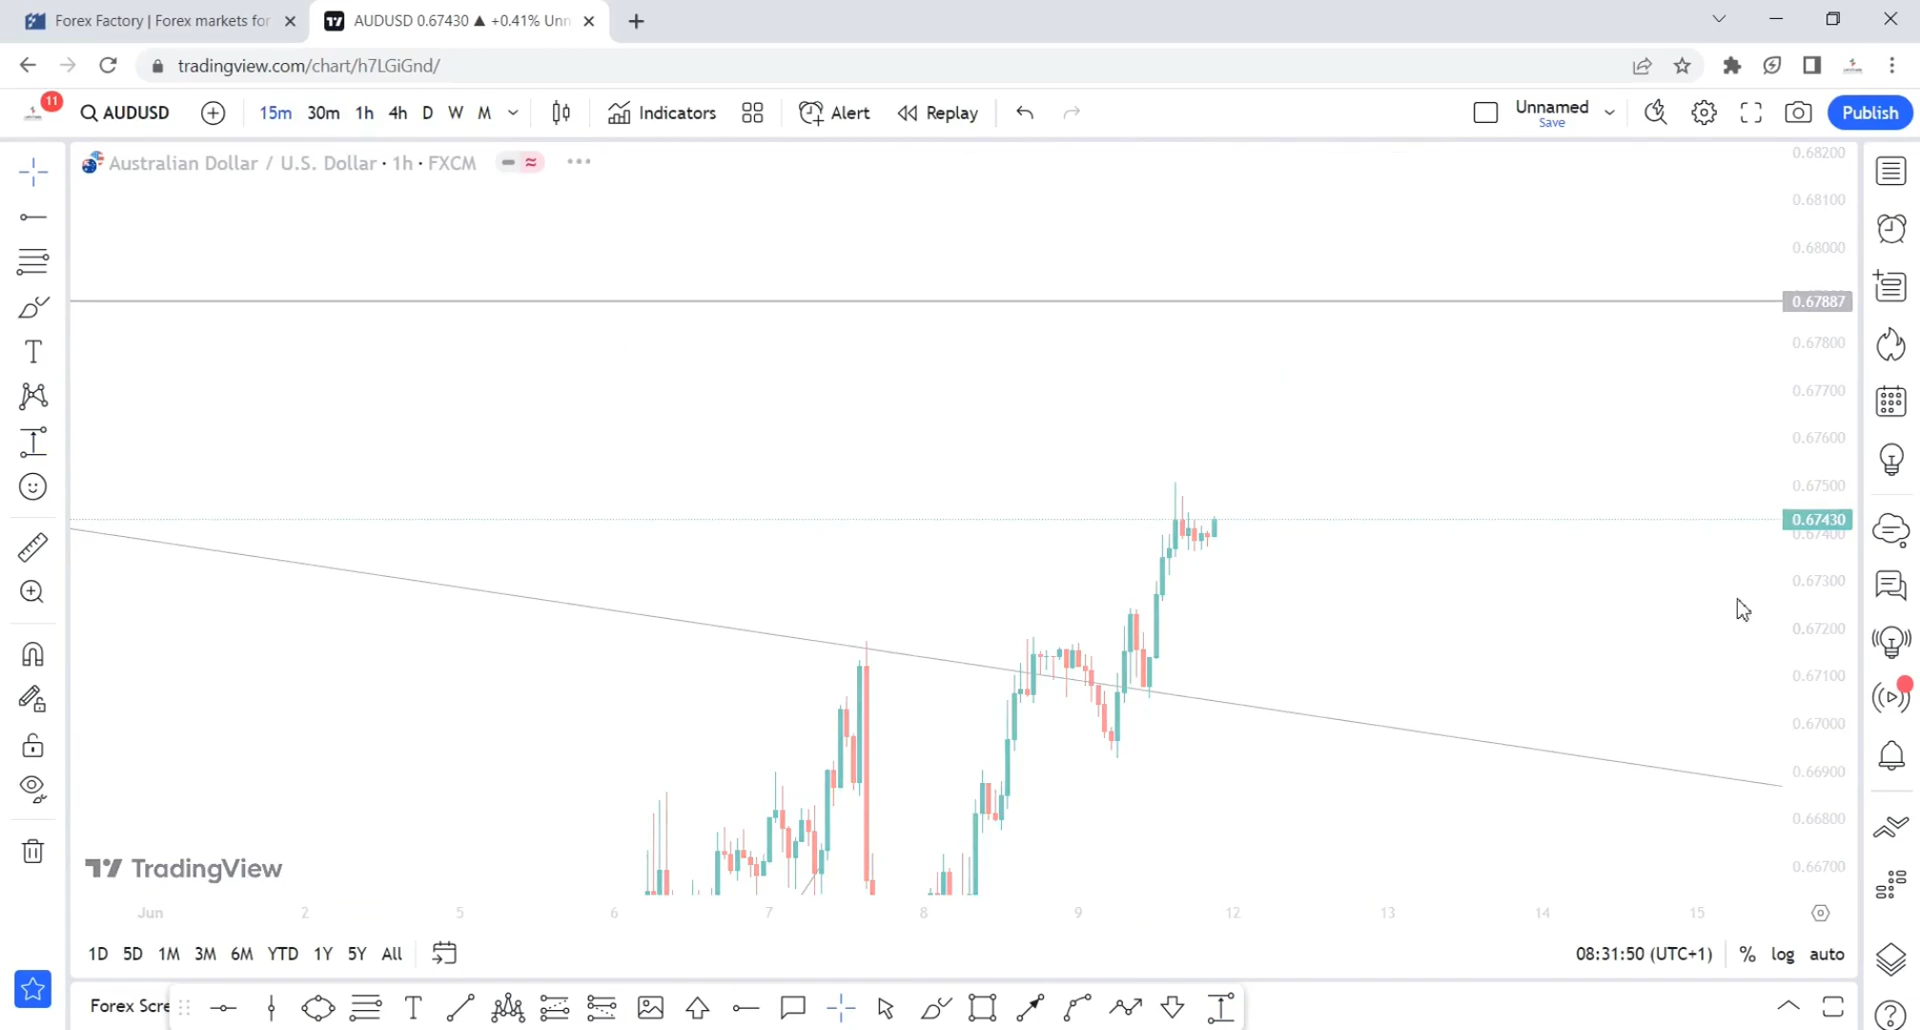 Forex Factory | Forex markets for
AUDUSD 0.67430 ▲ +0.41% Unn
tradingview.com/chart/h7LGiGnd/
11
AUDUSD
15m 30m 1h 4h D W M
Indicators
Alert
Replay
Unnamed
Save
Publish
Australian Dollar / U.S. Dollar · 1h · FXCM
0.68200
0.68100
0.68000
0.67887
0.67800
0.67700
0.67600
0.67500
0.67430
0.67400
0.67300
0.67200
0.67100
0.67000
0.66900
0.66800
0.66700
TradingView
Jun 2 5 6 7 8 9 12 13 14 15
1D 5D 1M 3M 6M YTD 1Y 5Y All
08:31:50 (UTC+1) % log auto
Forex Scre